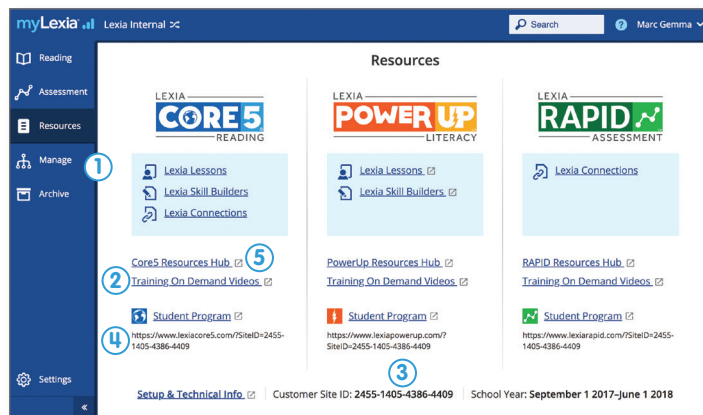 myLexia Lexia Internal Search ? Marc Gemma
Reading
Assessment
Resources
Manage
Archive
Settings
«
1
Resources
LEXIA
CORE5
READING
Lexia Lessons
Lexia Skill Builders
Lexia Connections
Core5 Resources Hub 5
2 Training On Demand Videos
Student Program
4 https://www.lexiacore5.com/?SiteID=2455-
1405-4386-4409
LEXIA
POWERUP
LITERACY
Lexia Lessons
Lexia Skill Builders
PowerUp Resources Hub
Training On Demand Videos
Student Program
https://www.lexiapowerup.com/?
SiteID=2455-1405-4386-4409
LEXIA
RAPID
ASSESSMENT
Lexia Connections
RAPID Resources Hub
Training On Demand Videos
Student Program
https://www.lexiarapid.com/?SiteID=2455-
1405-4386-4409
3
Setup & Technical Info Customer Site ID: 2455-1405-4386-4409 School Year: September 1 2017–June 1 2018